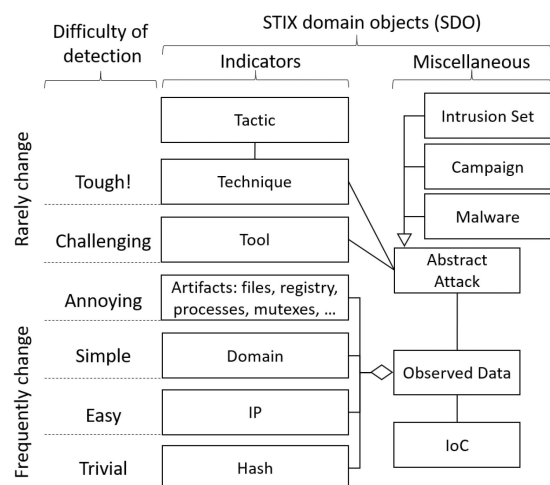 STIX domain objects (SDO)
Difficulty of
detection
Indicators
Miscellaneous
Rarely change
Frequently change
Tough!
Challenging
Annoying
Simple
Easy
Trivial
Tactic
Technique
Tool
Artifacts: files, registry,
processes, mutexes, ...
Domain
IP
Hash
Intrusion Set
Campaign
Malware
Abstract
Attack
Observed Data
IoC